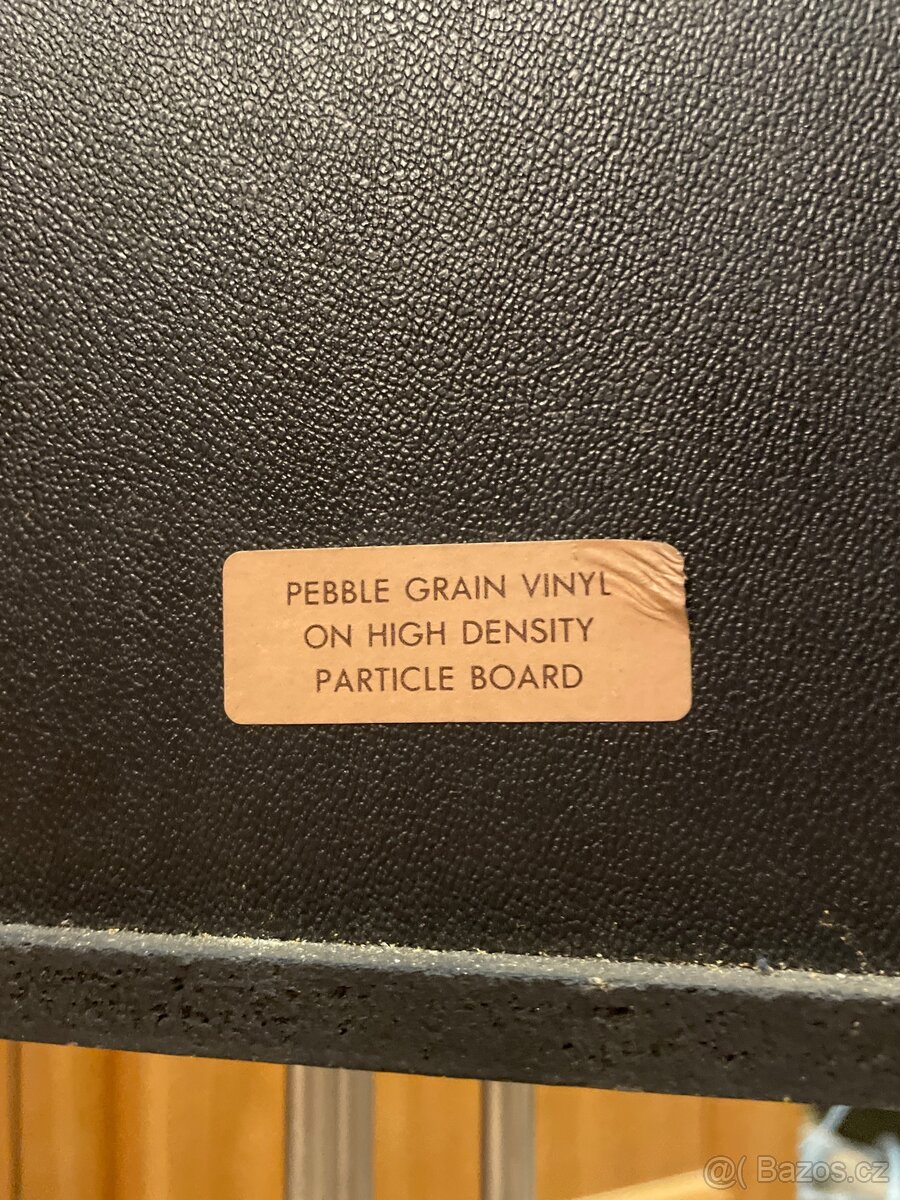 PEBBLE GRAIN VINYL
ON HIGH DENSITY
PARTICLE BOARD
@( Bazos.cz